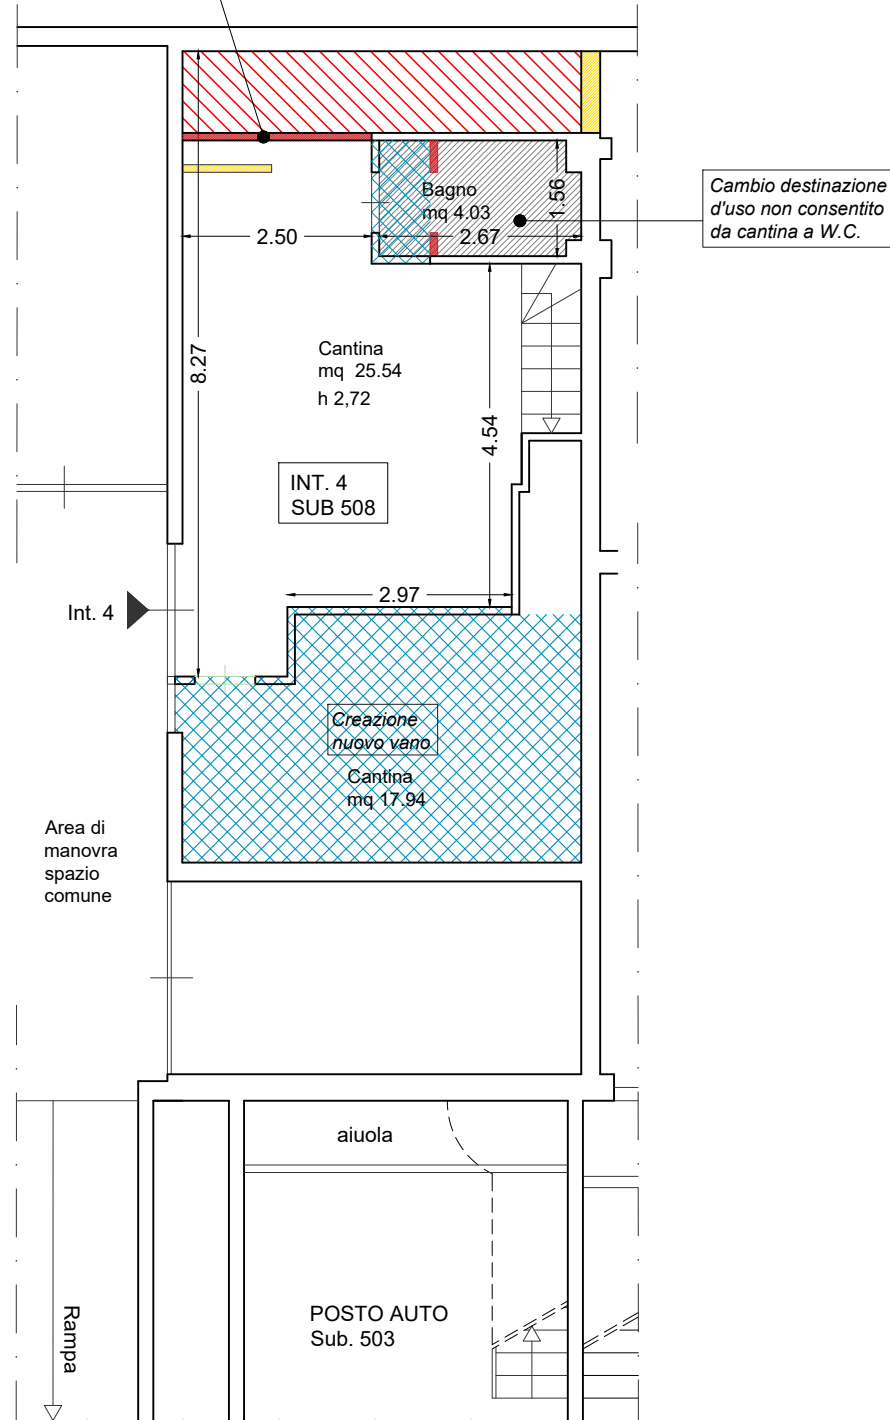 Bagno
mq 4.03
1.56
2.50
2.67
Cambio destinazione
d'uso non consentito
da cantina a W.C.
8.27
Cantina
mq 25.54
h 2,72
4.54
INT. 4
SUB 508
2.97
Int. 4
Creazione
nuovo vano
Cantina
mq 17.94
Area di
manovra
spazio
comune
aiuola
POSTO AUTO
Sub. 503
Rampa